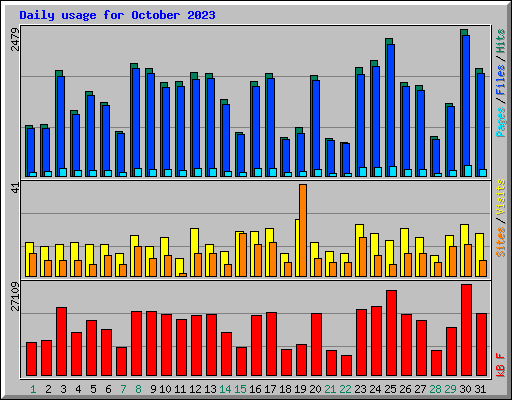 Daily usage for October 2023
2479
Pages / Files / Hits
41
Sites / Visits
27109
kB F
1 2 3 4 5 6 7 8 9 10 11 12 13 14 15 16 17 18 19 20 21 22 23 24 25 26 27 28 29 30 31